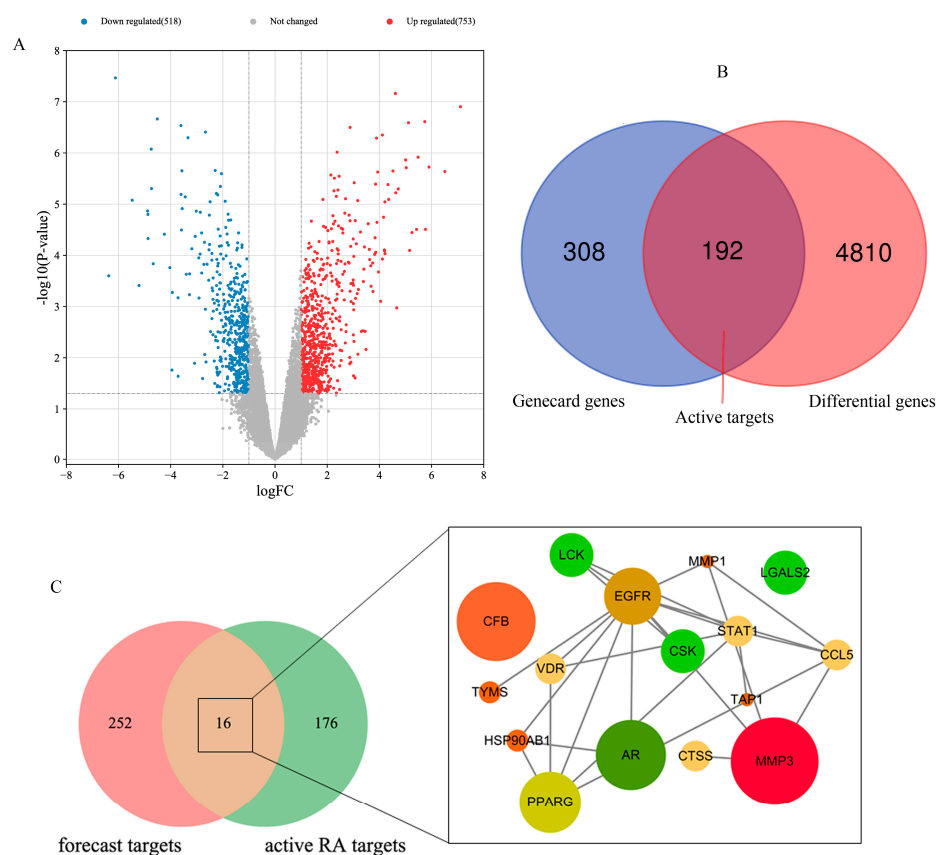 Down regulated(518) Not changed Up regulated(753)
A
8
7
6
5
4
3
2
1
0
-log10(P-value)
−8 −6 −4 −2 0 2 4 6 8
logFC
B
308 192 4810
Genecard genes Differential genes
Active targets
C
252 16 176
forecast targets active RA targets
LCK
MMP1
LGALS2
EGFR
CFB
STAT1
CSK
CCL5
VDR
TYMS
TAP1
HSP90AB1
AR
CTSS
MMP3
PPARG